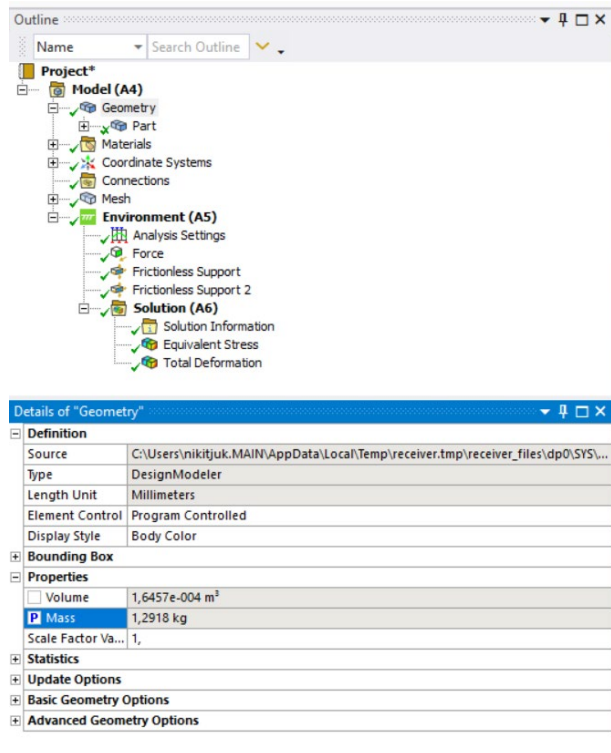 Outline
Name Search Outline
Project*
Model (A4)
Geometry
Part
Materials
Coordinate Systems
Connections
Mesh
Environment (A5)
Analysis Settings
Force
Frictionless Support
Frictionless Support 2
Solution (A6)
Solution Information
Equivalent Stress
Total Deformation
Details of "Geometry"
Definition
Source C:\Users\nikitjuk.MAIN\AppData\Local\Temp\receiver.tmp\receiver_files\dp0\SYS\...
Type DesignModeler
Length Unit Millimeters
Element Control Program Controlled
Display Style Body Color
Bounding Box
Properties
Volume 1,6457e-004 m³
P Mass 1,2918 kg
Scale Factor Va... 1,
Statistics
Update Options
Basic Geometry Options
Advanced Geometry Options